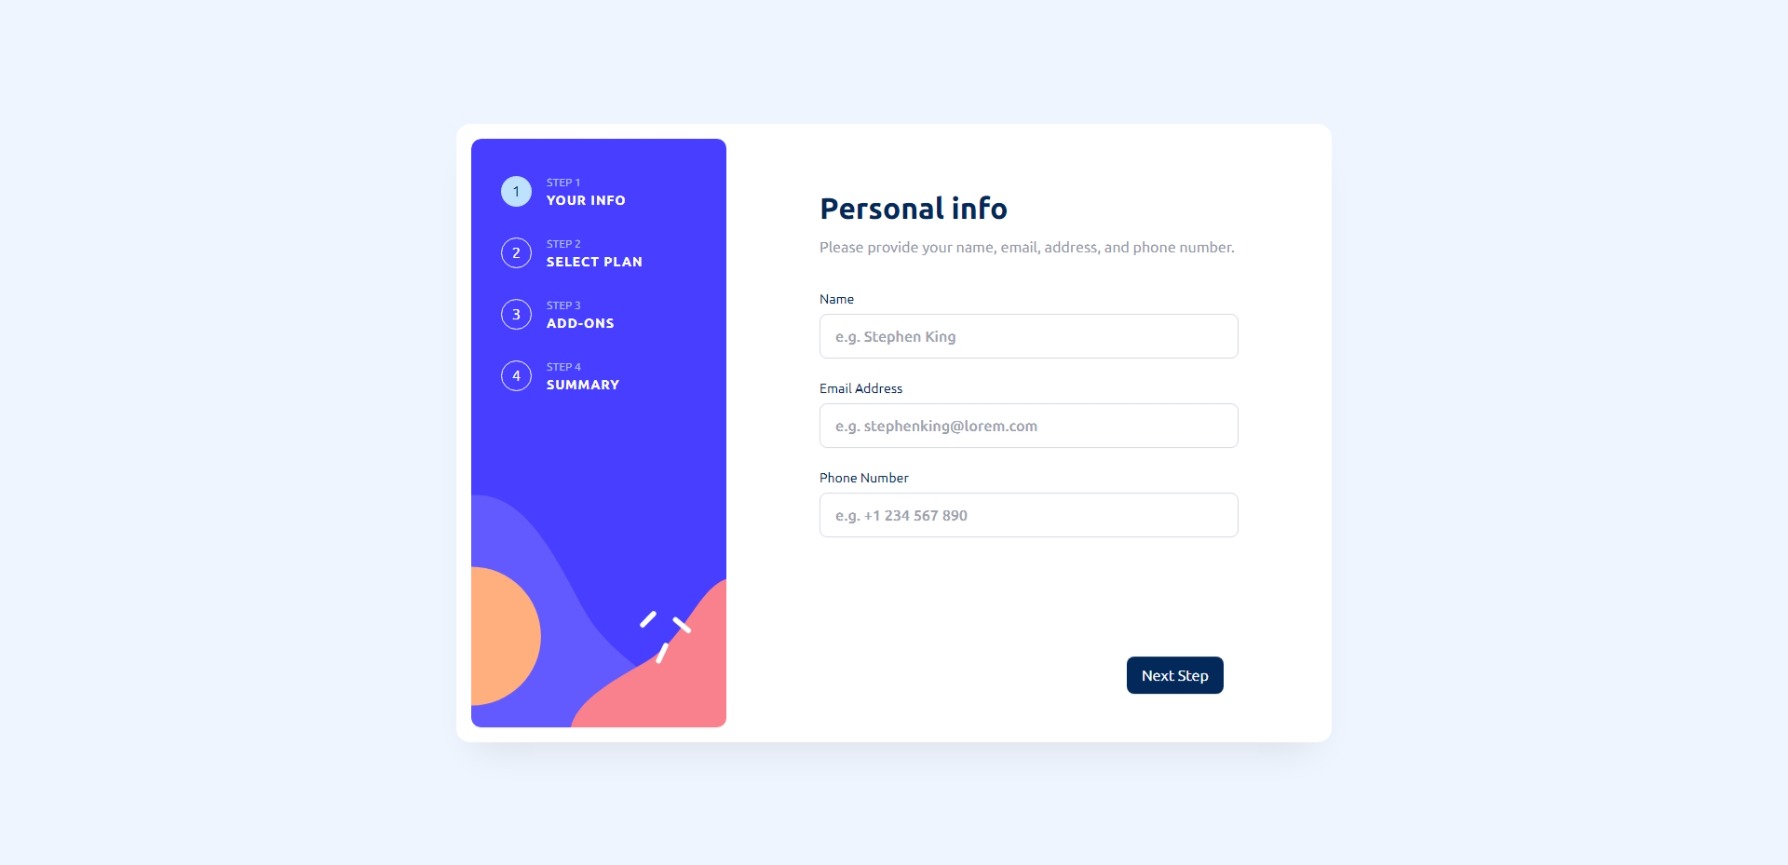 1
STEP 1
YOUR INFO
2
STEP 2
SELECT PLAN
3
STEP 3
ADD-ONS
4
STEP 4
SUMMARY
Personal info
Please provide your name, email, address, and phone number.
Name
e.g. Stephen King
Email Address
e.g. stephenking@lorem.com
Phone Number
e.g. +1 234 567 890
Next Step